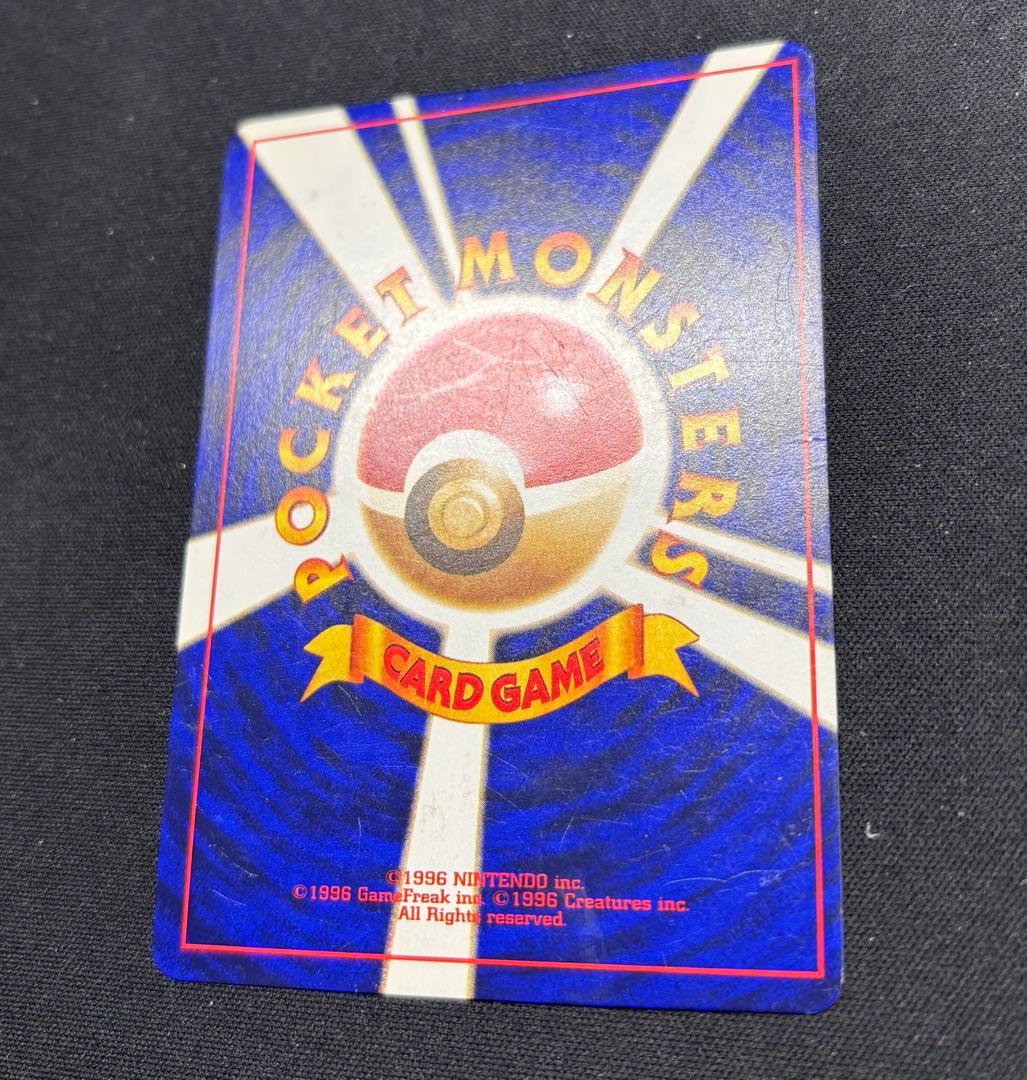 POCKET MONSTERS
CARD GAME
©1996 NINTENDO inc.
©1996 GameFreak inc. ©1996 Creatures inc.
All Rights reserved.